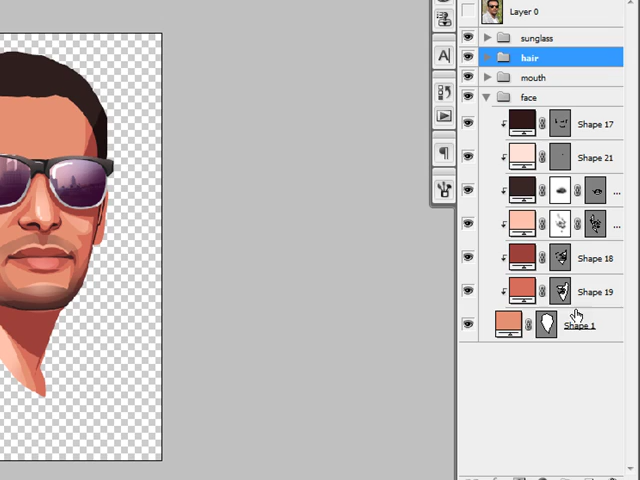 Layer 0
sunglass
hair
mouth
face
Shape 17
Shape 21
...
...
Shape 18
Shape 19
Shape 1